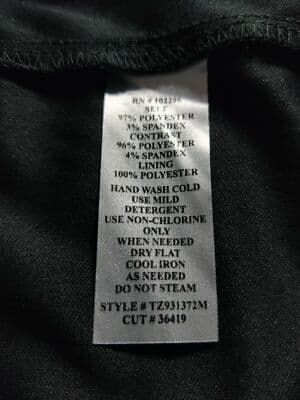 RN # 102298
SELF
97% POLYESTER
3% SPANDEX
CONTRAST
96% POLYESTER
4% SPANDEX
LINING
100% POLYESTER
HAND WASH COLD
USE MILD
DETERGENT
USE NON-CHLORINE
ONLY
WHEN NEEDED
DRY FLAT
COOL IRON
AS NEEDED
DO NOT STEAM
STYLE # TZ931372M
CUT # 36419